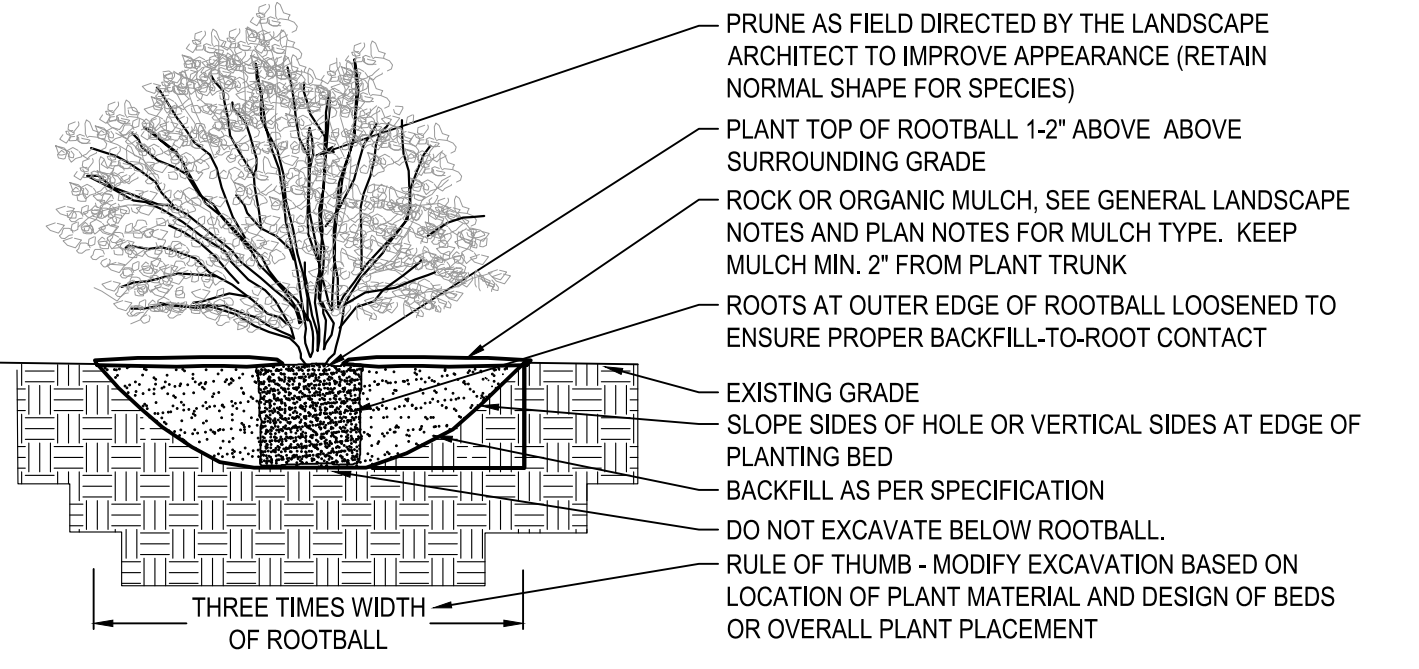 PRUNE AS FIELD DIRECTED BY THE LANDSCAPE
ARCHITECT TO IMPROVE APPEARANCE (RETAIN
NORMAL SHAPE FOR SPECIES)
PLANT TOP OF ROOTBALL 1-2" ABOVE ABOVE
SURROUNDING GRADE
ROCK OR ORGANIC MULCH, SEE GENERAL LANDSCAPE
NOTES AND PLAN NOTES FOR MULCH TYPE. KEEP
MULCH MIN. 2" FROM PLANT TRUNK
ROOTS AT OUTER EDGE OF ROOTBALL LOOSENED TO
ENSURE PROPER BACKFILL-TO-ROOT CONTACT
EXISTING GRADE
SLOPE SIDES OF HOLE OR VERTICAL SIDES AT EDGE OF
PLANTING BED
BACKFILL AS PER SPECIFICATION
DO NOT EXCAVATE BELOW ROOTBALL.
RULE OF THUMB - MODIFY EXCAVATION BASED ON
LOCATION OF PLANT MATERIAL AND DESIGN OF BEDS
OR OVERALL PLANT PLACEMENT
THREE TIMES WIDTH
OF ROOTBALL